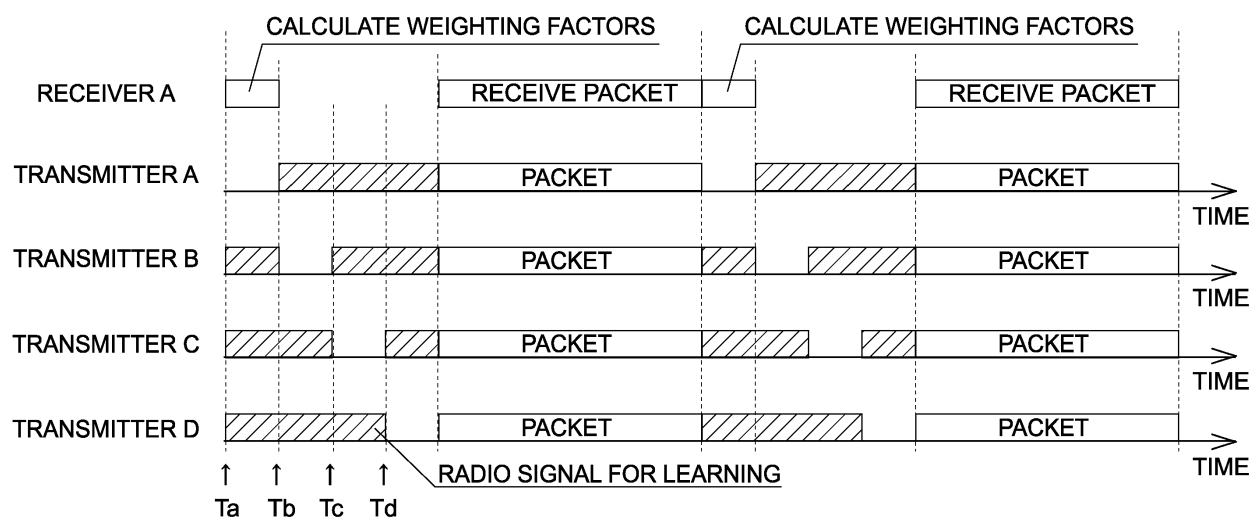 CALCULATE WEIGHTING FACTORS CALCULATE WEIGHTING FACTORS
RECEIVER A RECEIVE PACKET RECEIVE PACKET
TRANSMITTER A PACKET PACKET
TIME
TRANSMITTER B PACKET PACKET
TIME
TRANSMITTER C PACKET PACKET
TIME
TRANSMITTER D PACKET PACKET
TIME
RADIO SIGNAL FOR LEARNING
↑ ↑ ↑ ↑
Ta Tb Tc Td